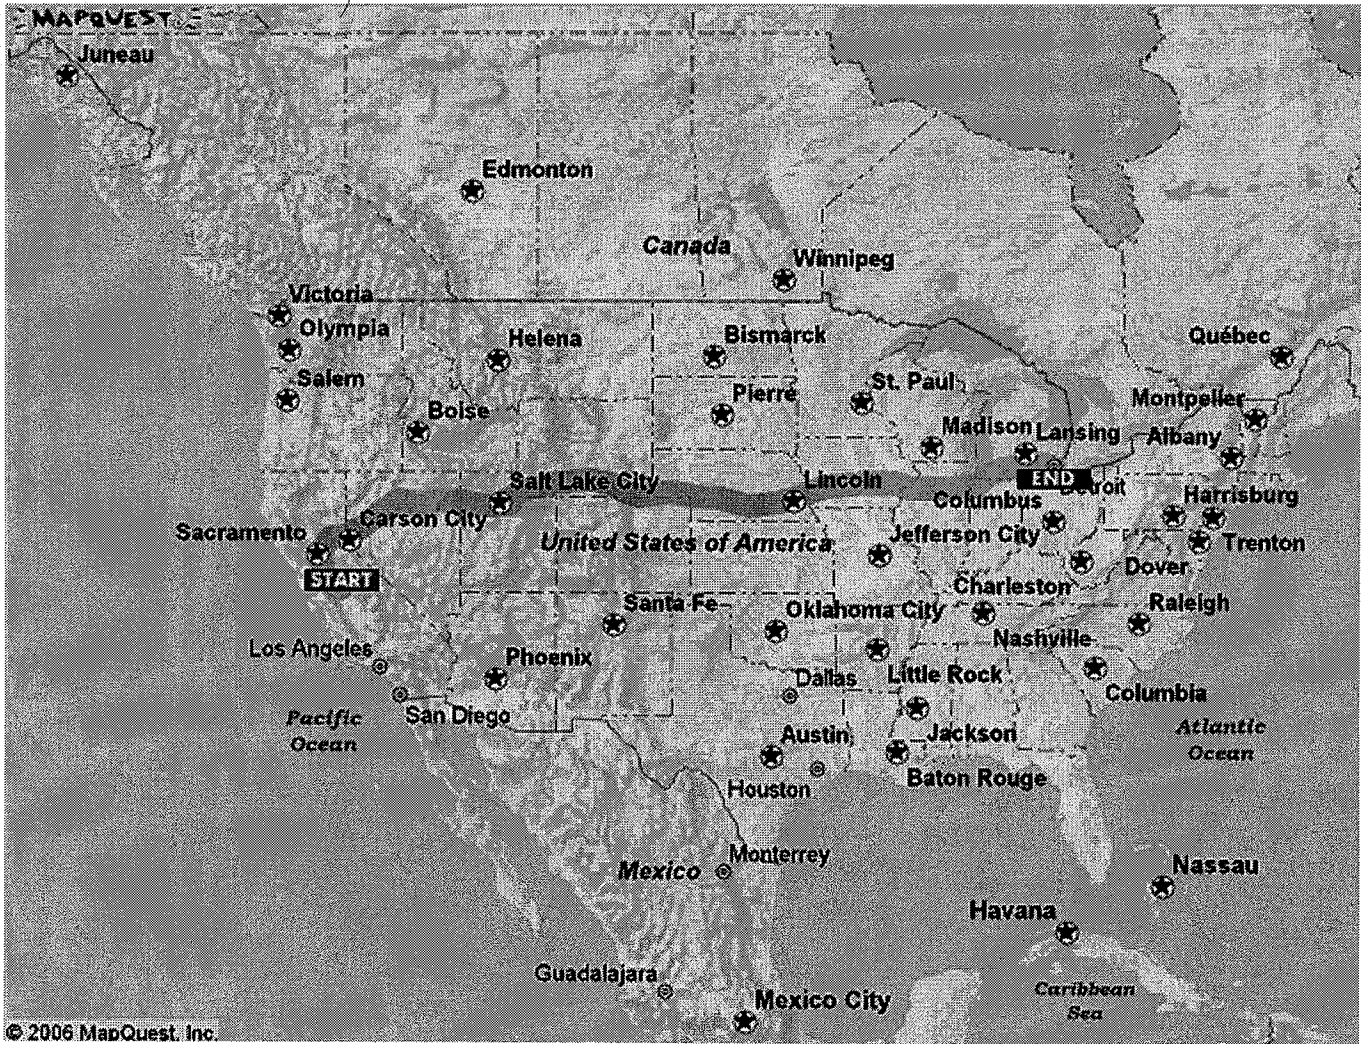 MAPQUEST
Juneau
Edmonton
Canada
Winnipeg
Victoria
Olympia
Helena
Bismarck
Québec
Salem
Boise
Pierre
St. Paul
Montpelier
Madison
Lansing
Albany
Salt Lake City
Lincoln
END
Detroit
Columbus
Harrisburg
Sacramento
Carson City
United States of America
Jefferson City
Trenton
START
Charleston
Dover
Santa Fe
Oklahoma City
Raleigh
Nashville
Los Angeles
Phoenix
Dallas
Little Rock
Columbia
San Diego
Pacific
Ocean
Austin
Jackson
Atlantic
Ocean
Houston
Baton Rouge
Monterrey
Mexico
Nassau
Havana
Guadalajara
Mexico City
Caribbean
Sea
© 2006 MapQuest, Inc.